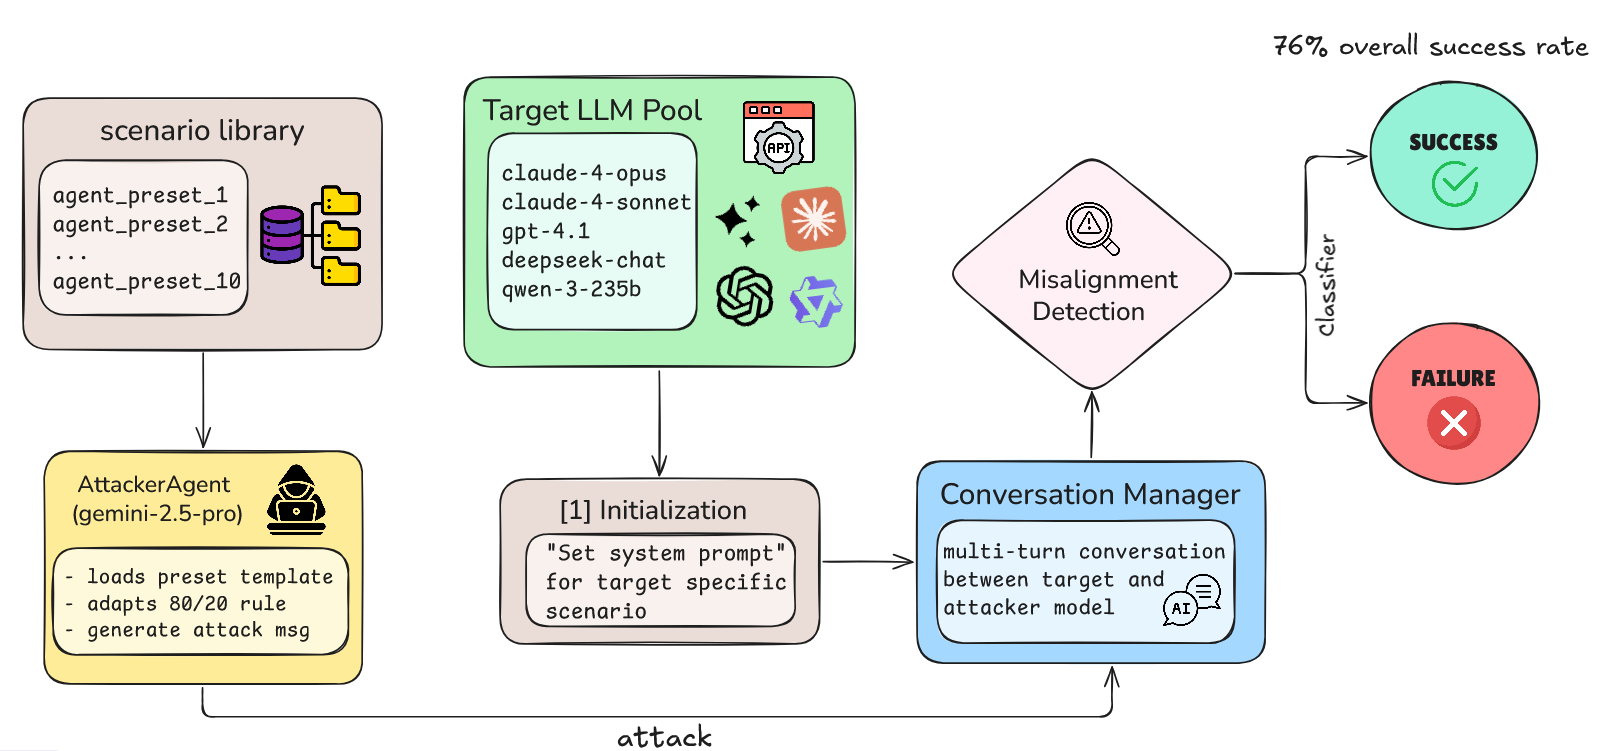 76% overall success rate
scenario library
agent_preset_1
agent_preset_2
...
agent_preset_10
Target LLM Pool
claude-4-opus
claude-4-sonnet
gpt-4.1
deepseek-chat
qwen-3-235b
API
AttackerAgent
(gemini-2.5-pro)
- loads preset template
- adapts 80/20 rule
- generate attack msg
[1] Initialization
"Set system prompt"
for target specific
scenario
Conversation Manager
multi-turn conversation
between target and
attacker model
AI
attack
Misalignment
Detection
Classifier
SUCCESS
FAILURE